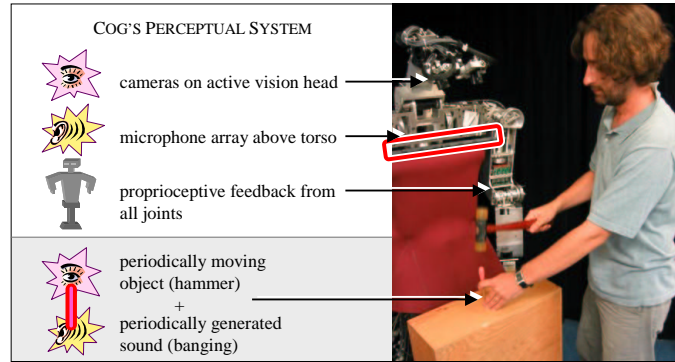 COG'S PERCEPTUAL SYSTEM
cameras on active vision head
microphone array above torso
proprioceptive feedback from
all joints
periodically moving
object (hammer)
+
periodically generated
sound (banging)